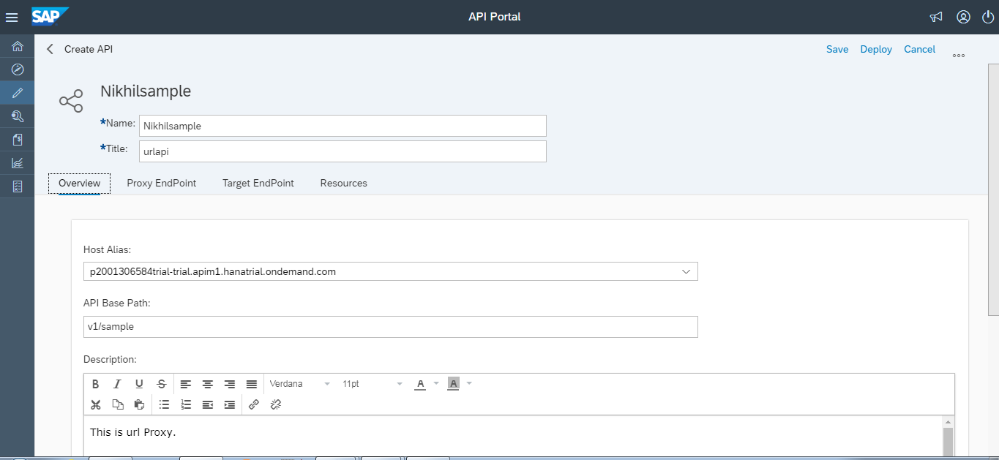 SAP API Portal
Create API Save Deploy Cancel
Nikhilsample
*Name: Nikhilsample
*Title: urlapi
Overview Proxy EndPoint Target EndPoint Resources
Host Alias:
p2001306584trial-trial.apim1.hanatrial.ondemand.com
API Base Path:
v1/sample
Description:
B I U S Verdana 11pt A A
This is url Proxy.